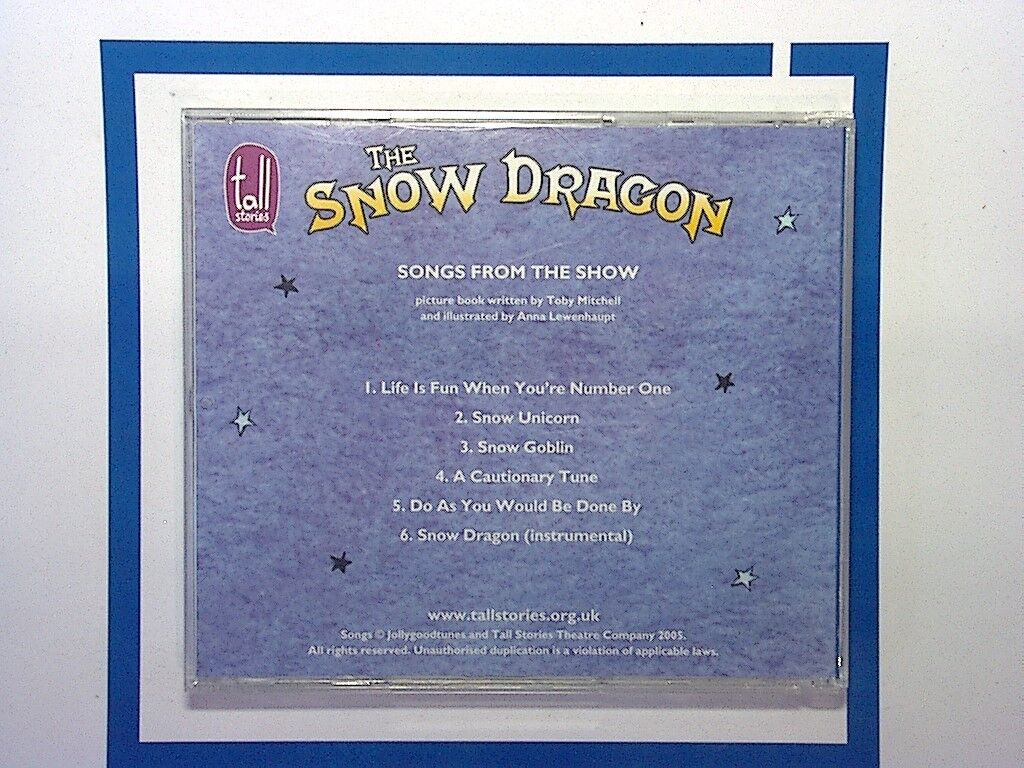 tall
stories
THE
SNOW DRAGON
SONGS FROM THE SHOW
picture book written by Toby Mitchell
and illustrated by Anna Lewenhaupt
1. Life Is Fun When You're Number One
2. Snow Unicorn
3. Snow Goblin
4. A Cautionary Tune
5. Do As You Would Be Done By
6. Snow Dragon (instrumental)
www.tallstories.org.uk
Songs © Jollygoodtunes and Tall Stories Theatre Company 2005.
All rights reserved. Unauthorised duplication is a violation of applicable laws.